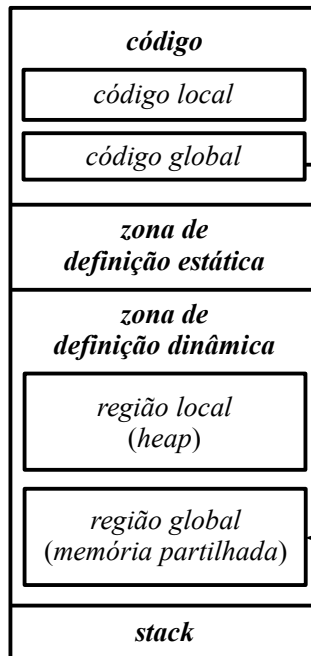 código
código local
código global
zona de
definição estática
zona de
definição dinâmica
região local
(heap)
região global
(memória partilhada)
stack